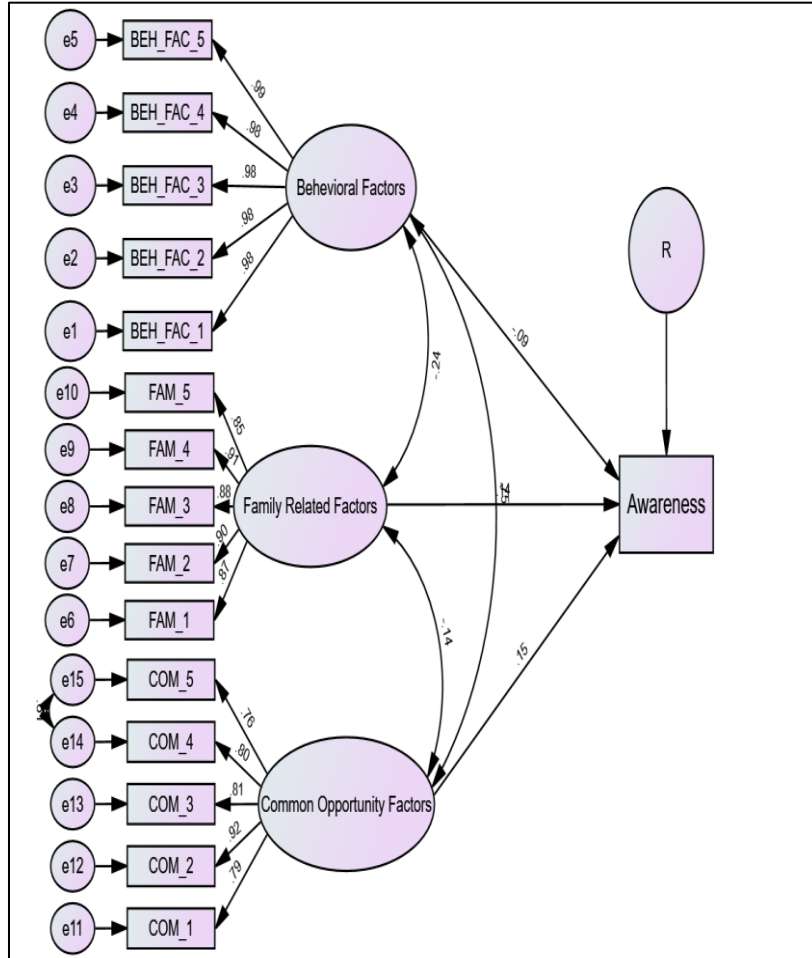 e5
BEH_FAC_5
.99
e4
BEH_FAC_4
.98
e3
BEH_FAC_3
.98
Behevioral Factors
e2
BEH_FAC_2
.98
e1
BEH_FAC_1
.98
R
-.09
-.24
e10
FAM_5
.85
e9
FAM_4
.91
e8
FAM_3
.88
Family Related Factors
Awareness
e7
FAM_2
.90
e6
FAM_1
.87
-.14
.15
e15
COM_5
.76
e14
COM_4
.80
e13
COM_3
.81
Common Opportunity Factors
e12
COM_2
.92
e11
COM_1
.79